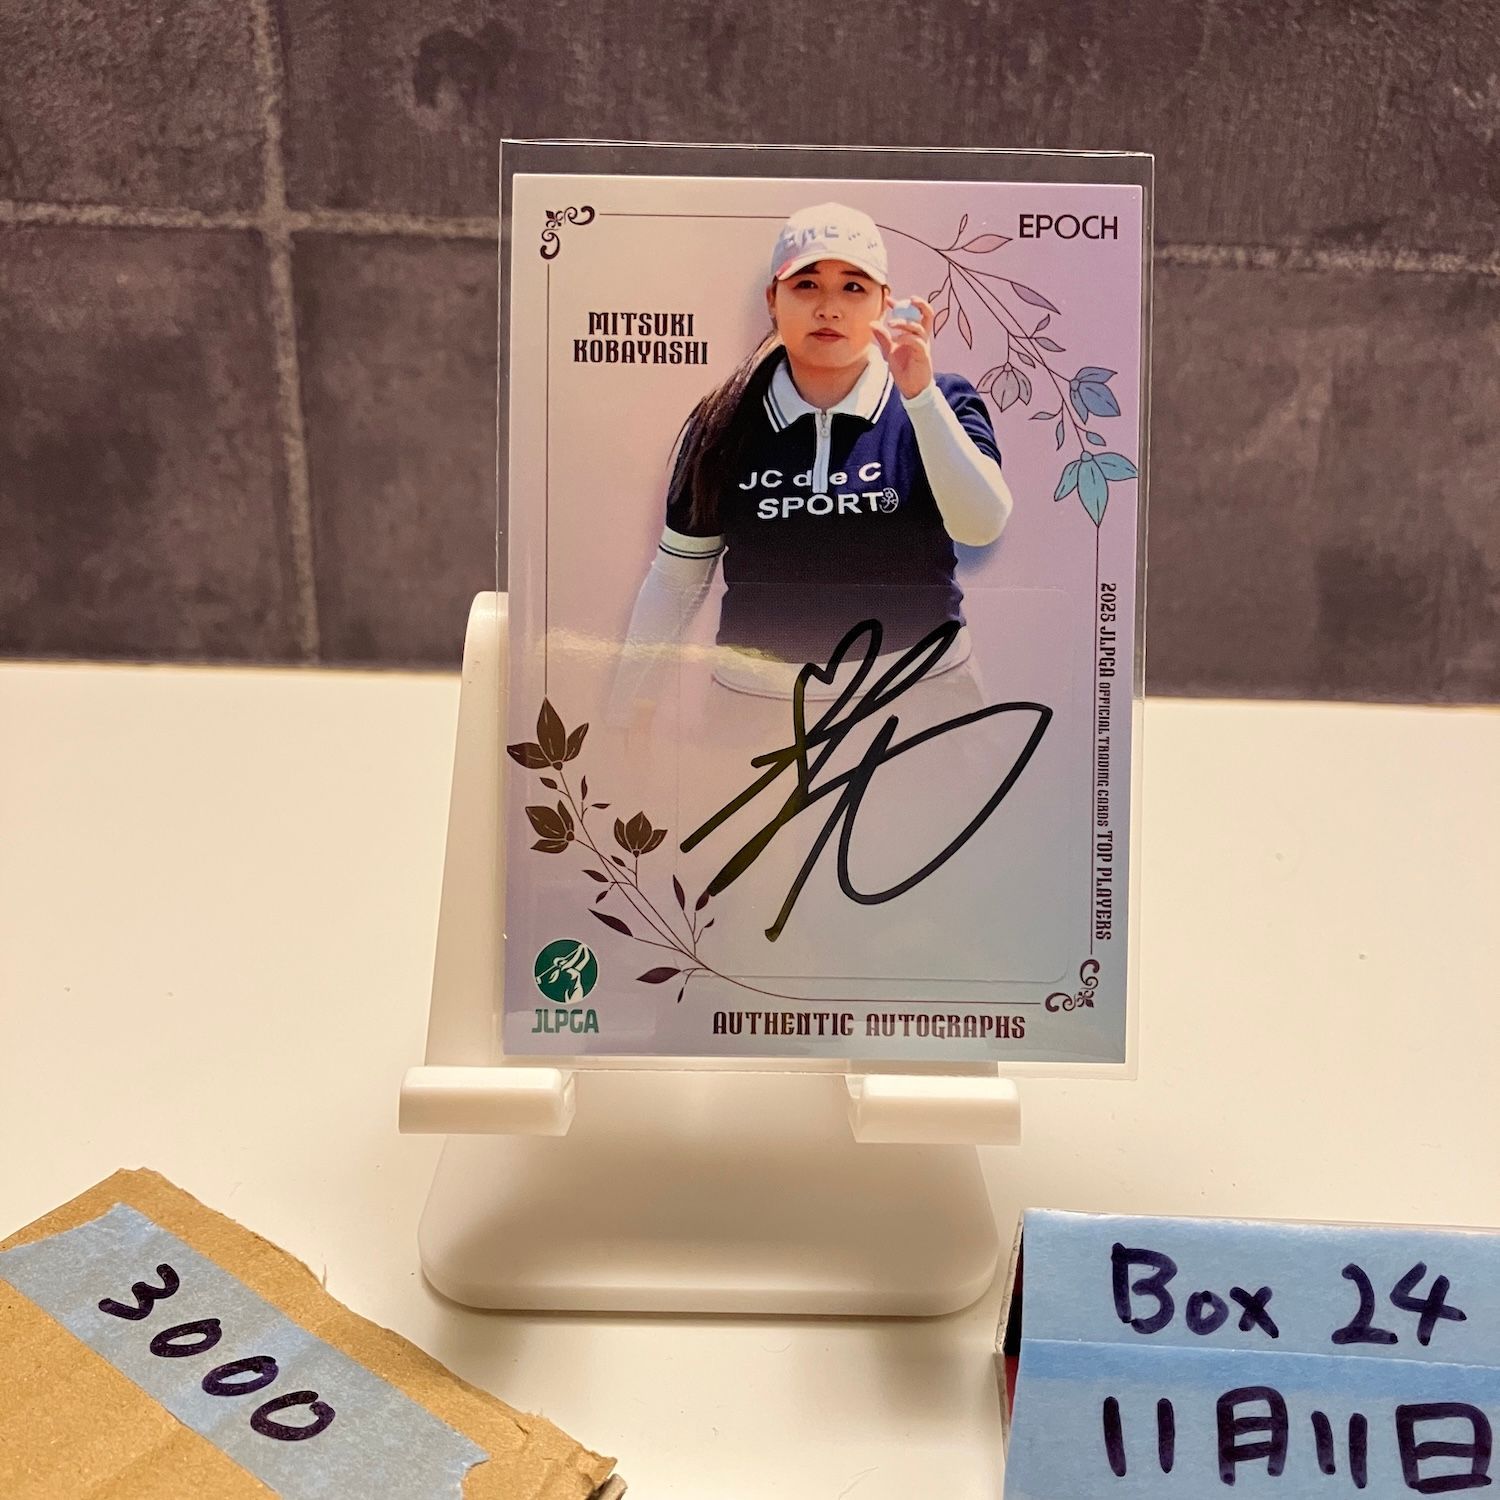 EPOCH
MITSUKI
KOBAYASHI
JC de C
SPORT
2025 JLPGA OFFICIAL TRADING CARDS TOP PLAYERS
JLPGA
AUTHENTIC AUTOGRAPHS
3000
Box 24
11月11日